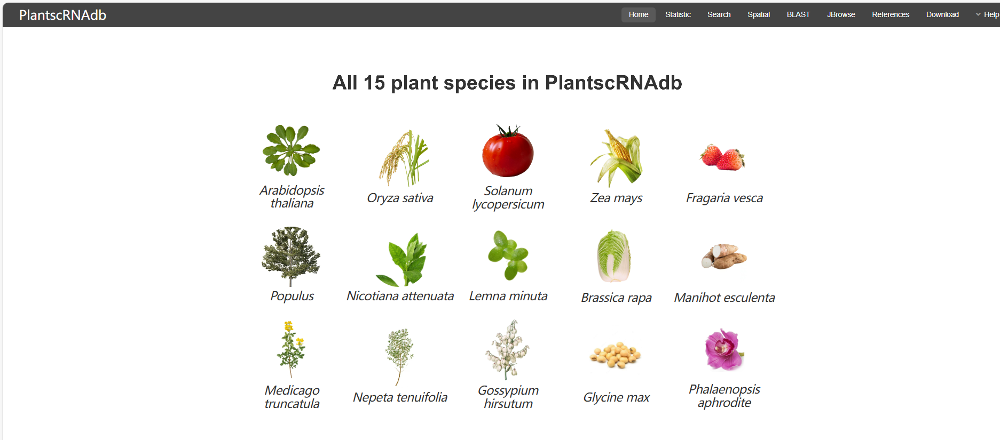 PlantscRNAdb
Home Statistic Search Spatial BLAST JBrowse References Download Help
All 15 plant species in PlantscRNAdb
Arabidopsis
thaliana
Oryza sativa
Solanum
lycopersicum
Zea mays
Fragaria vesca
Populus
Nicotiana attenuata
Lemna minuta
Brassica rapa
Manihot esculenta
Medicago
truncatula
Nepeta tenuifolia
Gossypium
hirsutum
Glycine max
Phalaenopsis
aphrodite